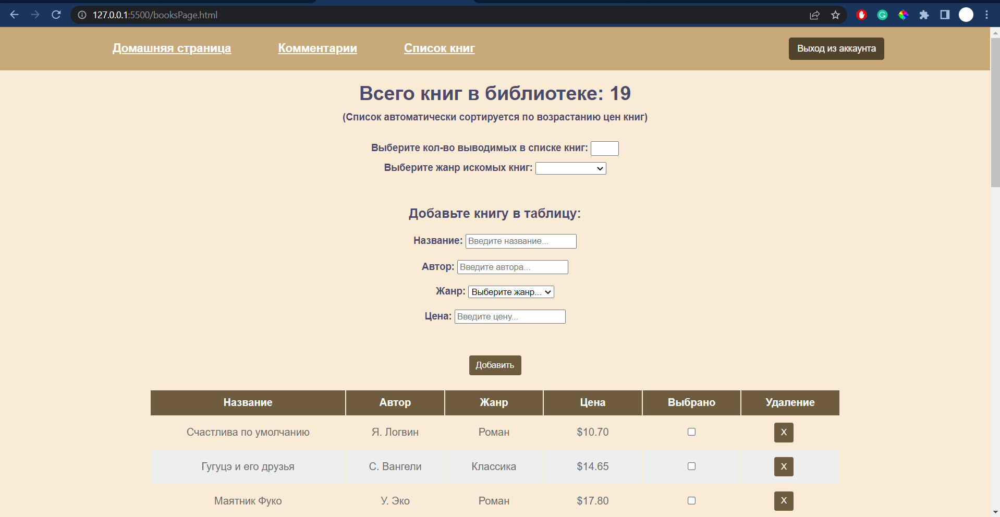 127.0.0.1:5500/booksPage.html
Домашняя страница Комментарии Список книг Выход из аккаунта
Всего книг в библиотеке: 19
(Список автоматически сортируется по возрастанию цен книг)
Выберите кол-во выводимых в списке книг:
Выберите жанр искомых книг:
Добавьте книгу в таблицу:
Название: Введите название...
Автор: Введите автора...
Жанр: Выберите жанр...
Цена: Введите цену...
Добавить
Название Автор Жанр Цена Выбрано Удаление
Счастлива по умолчанию Я. Логвин Роман $10.70 X
Гугуцэ и его друзья С. Вангели Классика $14.65 X
Маятник Фуко У. Эко Роман $17.80 X